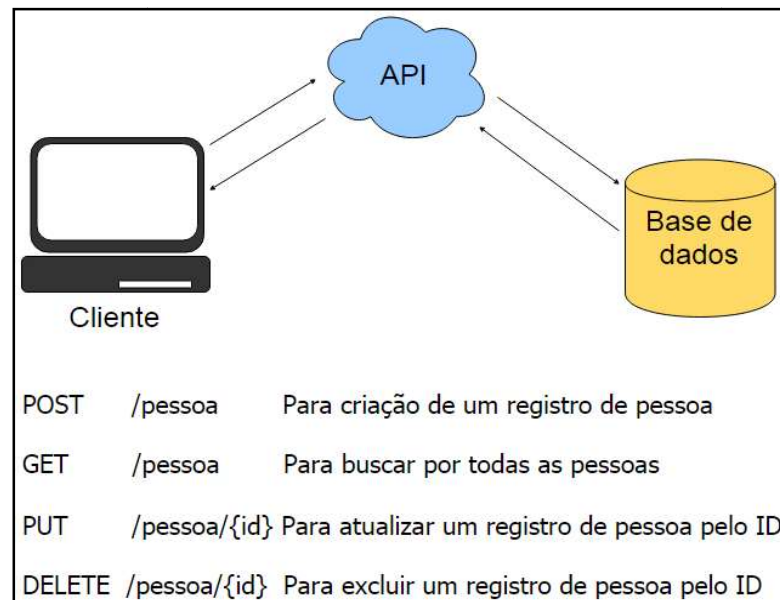 API
Base de
dados
Cliente
POST /pessoa Para criação de um registro de pessoa
GET /pessoa Para buscar por todas as pessoas
PUT /pessoa/{id} Para atualizar um registro de pessoa pelo ID
DELETE /pessoa/{id} Para excluir um registro de pessoa pelo ID